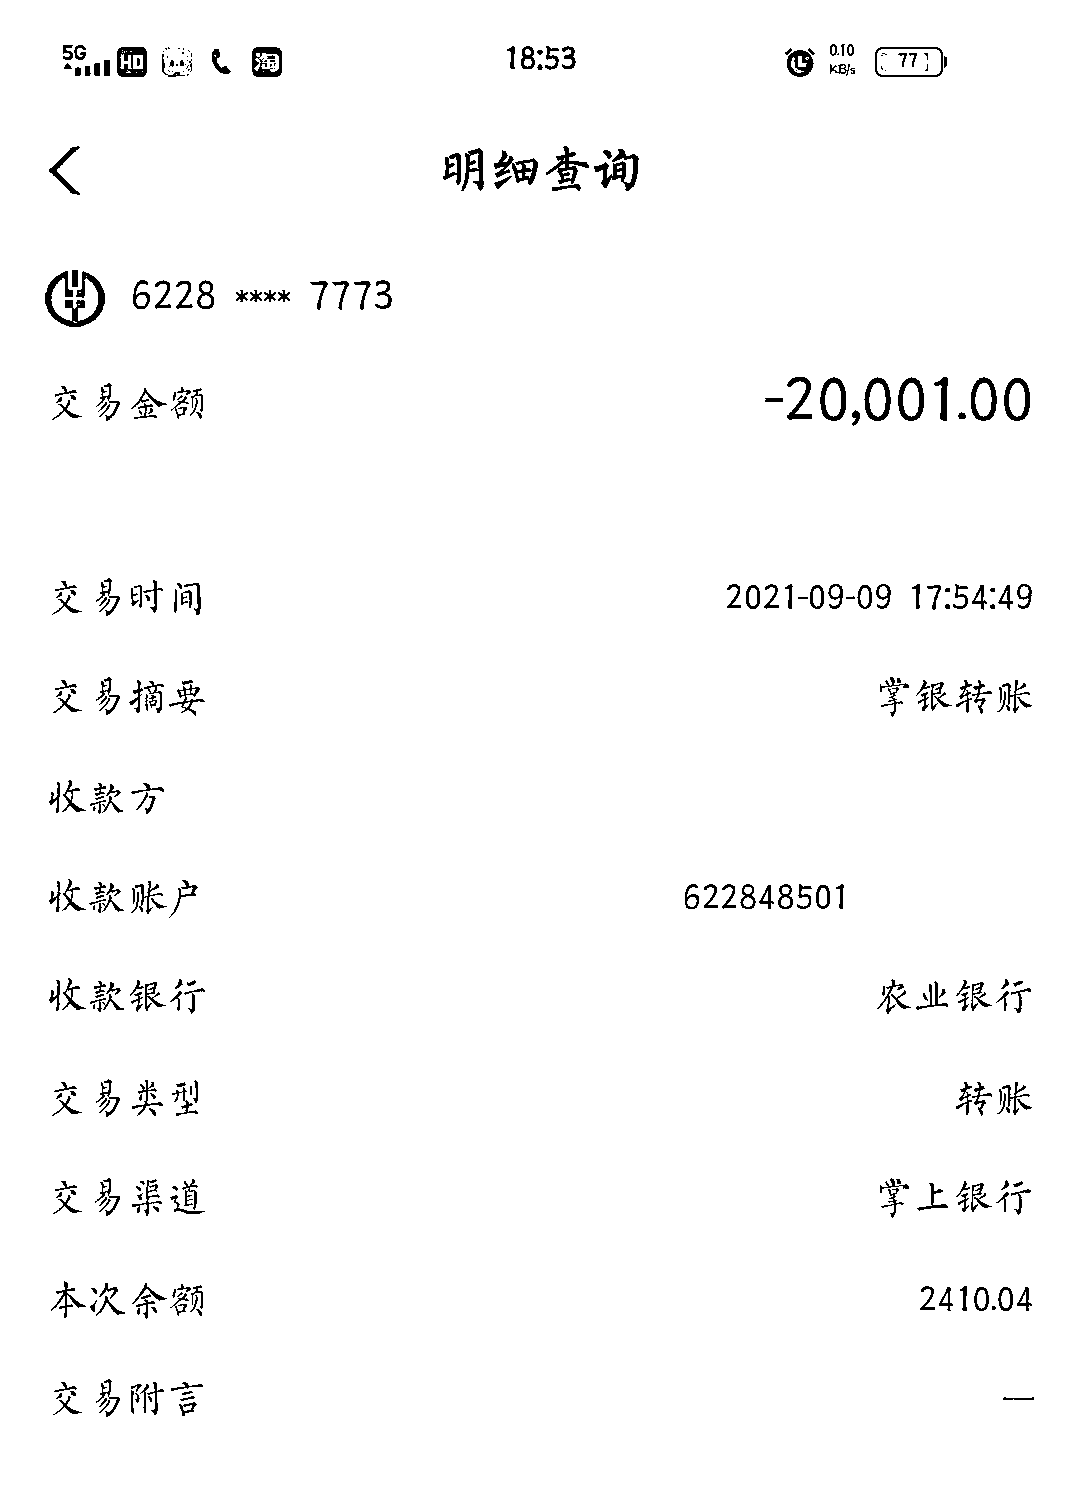 5G HD 淘 18:53 0.10 KB/s 77
明细查询
6228 **** 7773
交易金额 -20,001.00
交易时间 2021-09-09 17:54:49
交易摘要 掌银转账
收款方
收款账户 622848501
收款银行 农业银行
交易类型 转账
交易渠道 掌上银行
本次余额 2410.04
交易附言 —